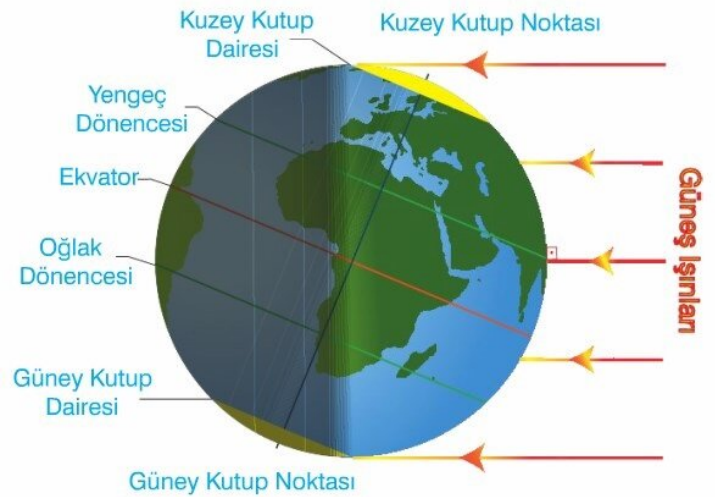 Kuzey Kutup
Dairesi
Kuzey Kutup Noktası
Yengeç
Dönencesi
Ekvator
Oğlak
Dönencesi
Güney Kutup
Dairesi
Güney Kutup Noktası
Güneş Işınları